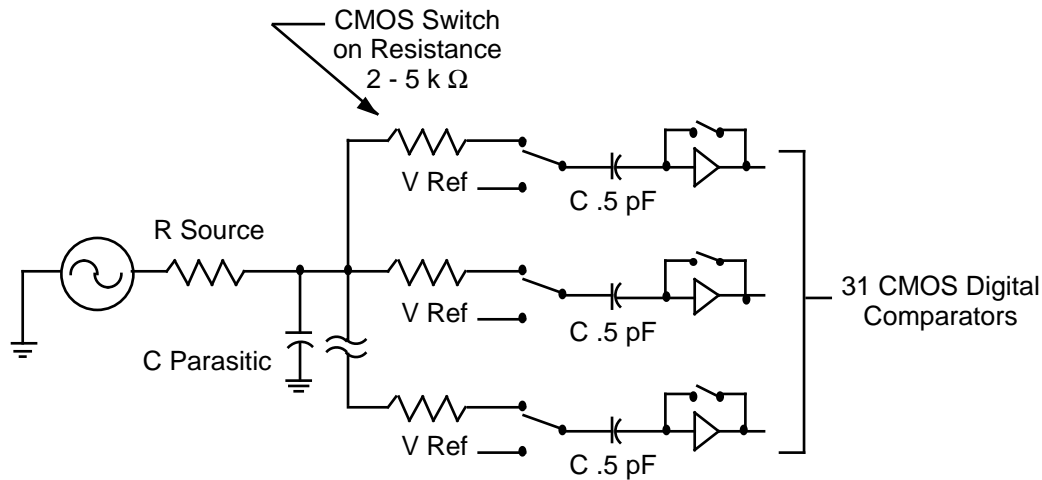 CMOS Switch
on Resistance
2 - 5 k Ω
V Ref
C .5 pF
R Source
V Ref
C .5 pF
31 CMOS Digital
Comparators
C Parasitic
V Ref
C .5 pF